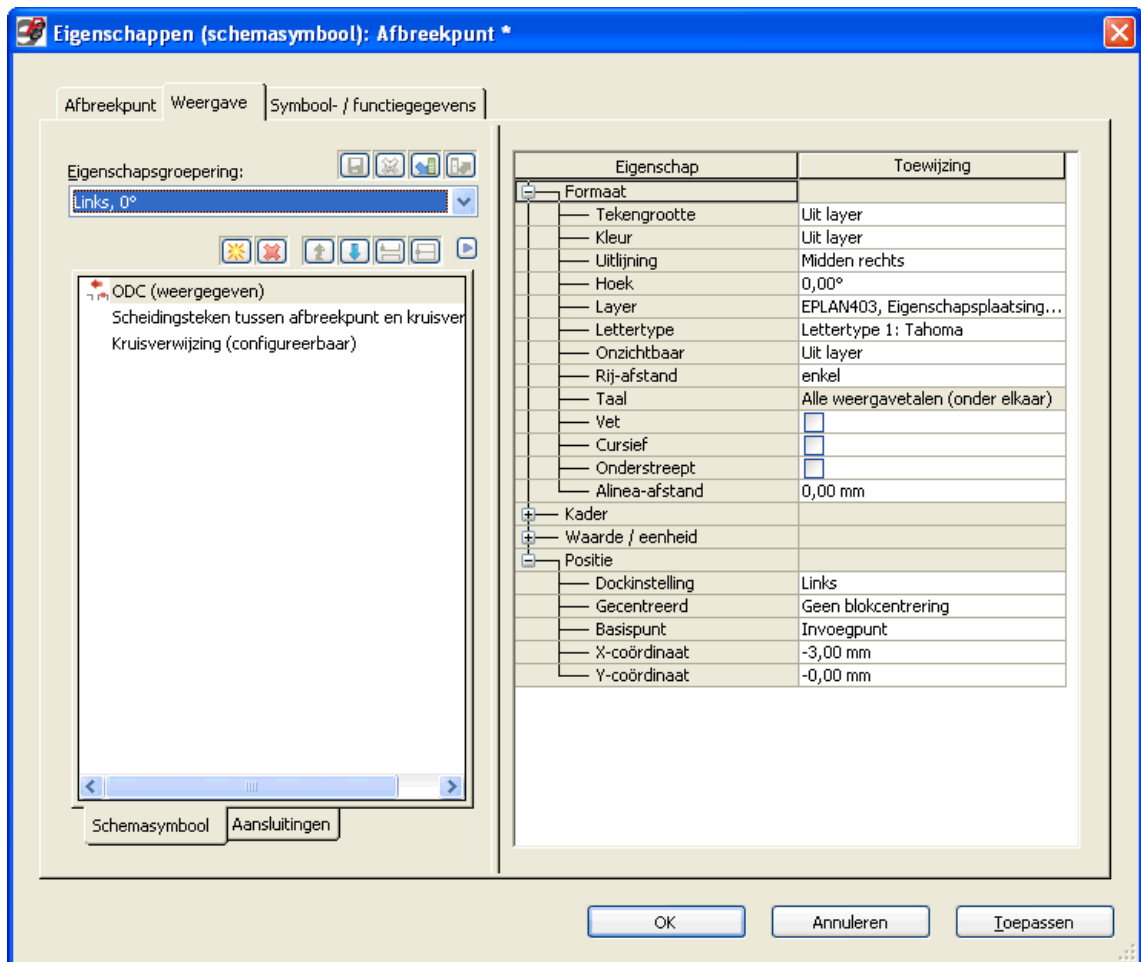 Eigenschappen (schemasymbool): Afbreekpunt *
Afbreekpunt Weergave Symbool- / functiegegevens
Eigenschapsgroepering:
Links, 0°
ODC (weergegeven)
Scheidingsteken tussen afbreekpunt en kruisver
Kruisverwijzing (configureerbaar)
Schemasymbool Aansluitingen
Eigenschap Toewijzing
Formaat
Tekengrootte Uit layer
Kleur Uit layer
Uitlijning Midden rechts
Hoek 0,00°
Layer EPLAN403, Eigenschapsplaatsing...
Lettertype Lettertype 1: Tahoma
Onzichtbaar Uit layer
Rij-afstand enkel
Taal Alle weergavetalen (onder elkaar)
Vet
Cursief
Onderstreept
Alinea-afstand 0,00 mm
Kader
Waarde / eenheid
Positie
Dockinstelling Links
Gecentreerd Geen blokcentrering
Basispunt Invoegpunt
X-coördinaat -3,00 mm
Y-coördinaat -0,00 mm
OK Annuleren Toepassen